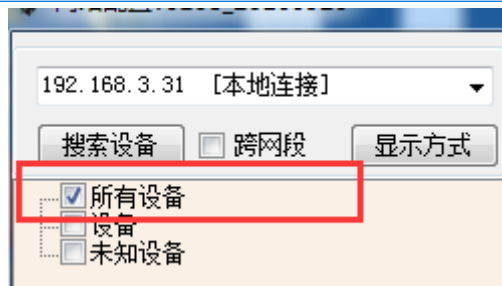 192.168.3.31 [本地连接]
搜索设备 跨网段 显示方式
所有设备
设备
未知设备